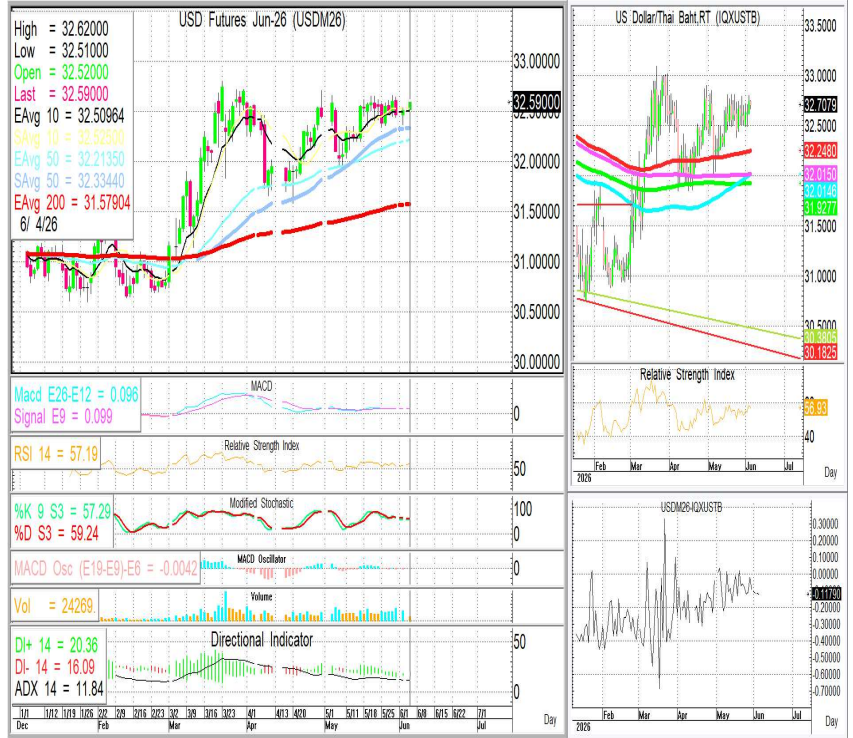 USD Futures Jun-26 (USDM26)
High = 32.62000
Low = 32.51000
Open = 32.52000
Last = 32.59000
EAvg 10 = 32.50964
SAvg 10 = 32.52500
EAvg 50 = 32.21350
SAvg 50 = 32.33440
EAvg 200 = 31.57904
6/ 4/26
33.00000
32.59000
32.50000
32.00000
31.50000
31.00000
30.50000
30.00000
MACD
Macd E26-E12 = 0.096
Signal E9 = 0.099
0
Relative Strength Index
RSI 14 = 57.19
50
Modified Stochastic
%K 9 S3 = 57.29
%D S3 = 59.24
100
0
MACD Oscillator
MACD Osc (E19-E9)-E6 = -0.0042
0
Volume
Vol = 24269.
Directional Indicator
DI+ 14 = 20.36
DI- 14 = 16.09
ADX 14 = 11.84
50
0
1/1 1/12 1/19 1/26 2/2 2/9 2/16 2/23 3/2 3/9 3/16 3/23 4/1 4/13 4/20 5/1 5/11 5/18 5/25 6/1 6/8 6/15 6/22 7/1
Dec Feb Mar Apr May Jun Jul
Day
US Dollar/Thai Baht,RT (IQXUSTB)
33.5000
33.0000
32.7079
32.5000
32.2480
32.0150
32.0146
31.9277
31.5000
31.0000
30.5000
30.3805
30.1825
Relative Strength Index
60
56.93
40
Feb Mar Apr May Jun Jul
2026
Day
USDM26-IQXUSTB
0.30000
0.20000
0.10000
0.00000
-0.11790
-0.20000
-0.30000
-0.40000
-0.50000
-0.60000
-0.70000
Feb Mar Apr May Jun Jul
2026
Day